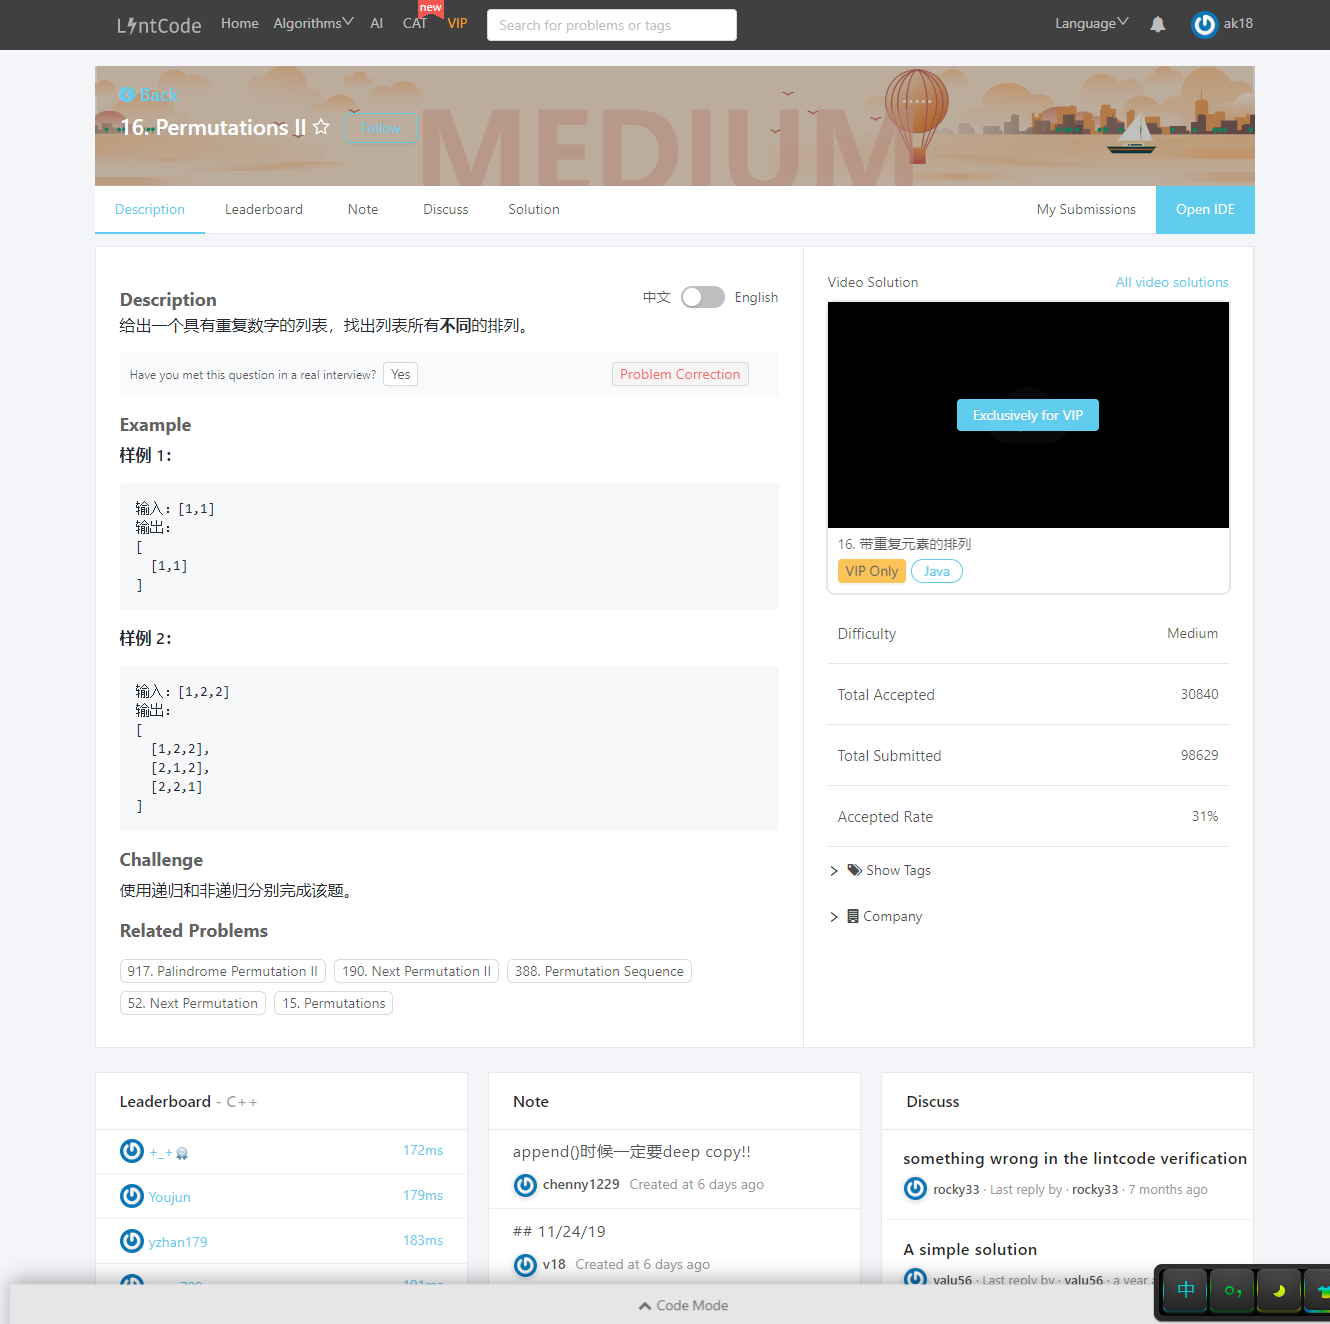 LintCode Home Algorithms AI CAT new VIP Search for problems or tags Language ak18
Back
16. Permutations II Follow
MEDIUM
Description Leaderboard Note Discuss Solution My Submissions Open IDE
Description 中文 English
给出一个具有重复数字的列表，找出列表所有不同的排列。
Have you met this question in a real interview? Yes Problem Correction
Example
样例 1：
输入：[1,1]
输出：
[
[1,1]
]
样例 2：
输入：[1,2,2]
输出：
[
[1,2,2],
[2,1,2],
[2,2,1]
]
Challenge
使用递归和非递归分别完成该题。
Related Problems
917. Palindrome Permutation II 190. Next Permutation II 388. Permutation Sequence
52. Next Permutation 15. Permutations
Video Solution All video solutions
Exclusively for VIP
16. 带重复元素的排列
VIP Only Java
Difficulty Medium
Total Accepted 30840
Total Submitted 98629
Accepted Rate 31%
Show Tags
Company
Leaderboard - C++
+_+ 172ms
Youjun 179ms
yzhan179 183ms
191ms
Note
append()时候一定要deep copy!!
chenny1229 Created at 6 days ago
## 11/24/19
v18 Created at 6 days ago
Discuss
something wrong in the lintcode verification
rocky33 · Last reply by · rocky33 · 7 months ago
A simple solution
yalu56 · Last reply by · yalu56 · a year
Code Mode
中